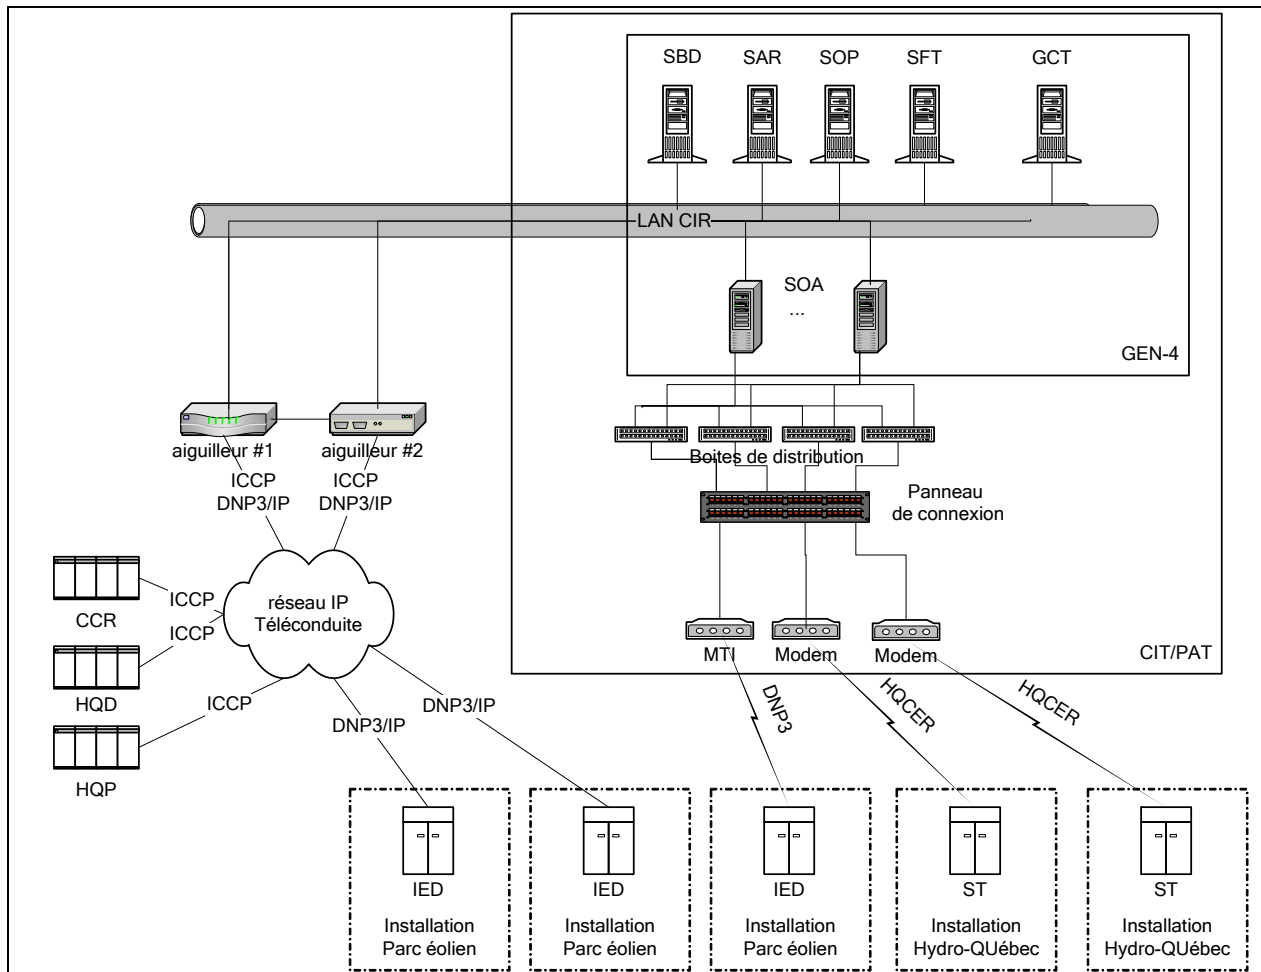 SBD
SAR
SOP
SFT
GCT
LAN CIR
SOA
...
GEN-4
aiguilleur #1
aiguilleur #2
Boites de distribution
ICCP
DNP3/IP
ICCP
DNP3/IP
Panneau
de connexion
CCR
ICCP
réseau IP
Téléconduite
ICCP
HQD
ICCP
HQP
MTI
Modem
Modem
CIT/PAT
DNP3/IP
DNP3/IP
DNP3
HQCER
HQCER
IED
Installation
Parc éolien
IED
Installation
Parc éolien
IED
Installation
Parc éolien
ST
Installation
Hydro-QUébec
ST
Installation
Hydro-QUébec